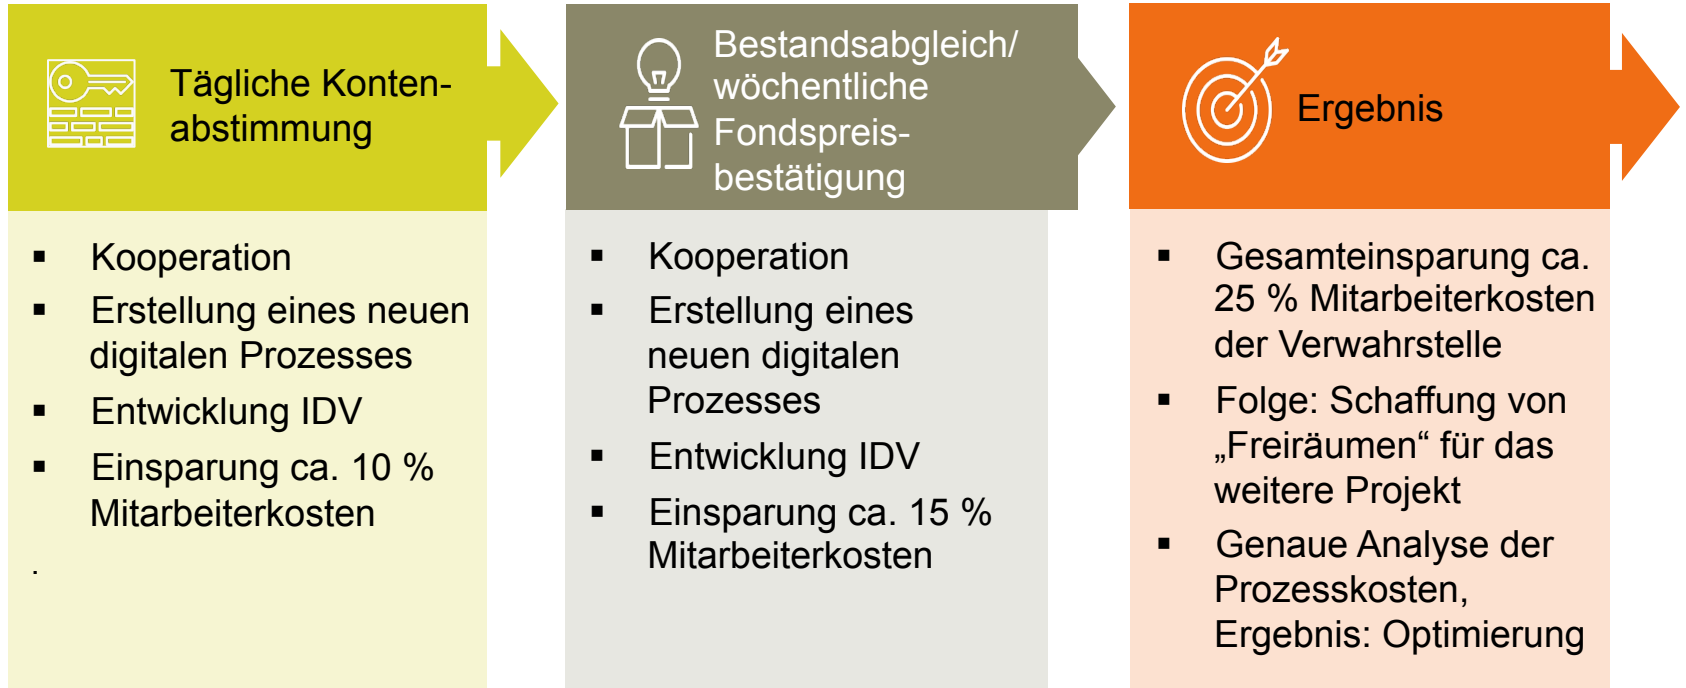 Tägliche Konten-
abstimmung
▪ Kooperation
▪ Erstellung eines neuen
digitalen Prozesses
▪ Entwicklung IDV
▪ Einsparung ca. 10 %
Mitarbeiterkosten
.
Bestandsabgleich/
wöchentliche
Fondspreis-
bestätigung
▪ Kooperation
▪ Erstellung eines
neuen digitalen
Prozesses
▪ Entwicklung IDV
▪ Einsparung ca. 15 %
Mitarbeiterkosten
Ergebnis
▪ Gesamteinsparung ca.
25 % Mitarbeiterkosten
der Verwahrstelle
▪ Folge: Schaffung von
„Freiräumen“ für das
weitere Projekt
▪ Genaue Analyse der
Prozesskosten,
Ergebnis: Optimierung